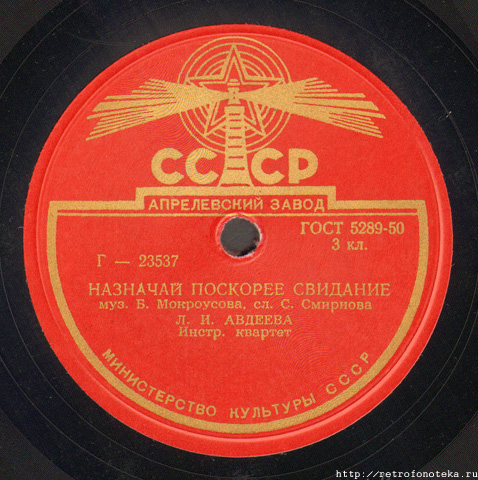 СССР
АПРЕЛЕВСКИЙ ЗАВОД
ГОСТ 5289-50
3 кл.
Г — 23537
НАЗНАЧАЙ ПОСКОРЕЕ СВИДАНИЕ
муз. Б. Мокроусова, сл. С. Смирнова
Л. И. АВДЕЕВА
Инстр. квартет
МИНИСТЕРСТВО КУЛЬТУРЫ СССР
http://retrofonoteka.ru